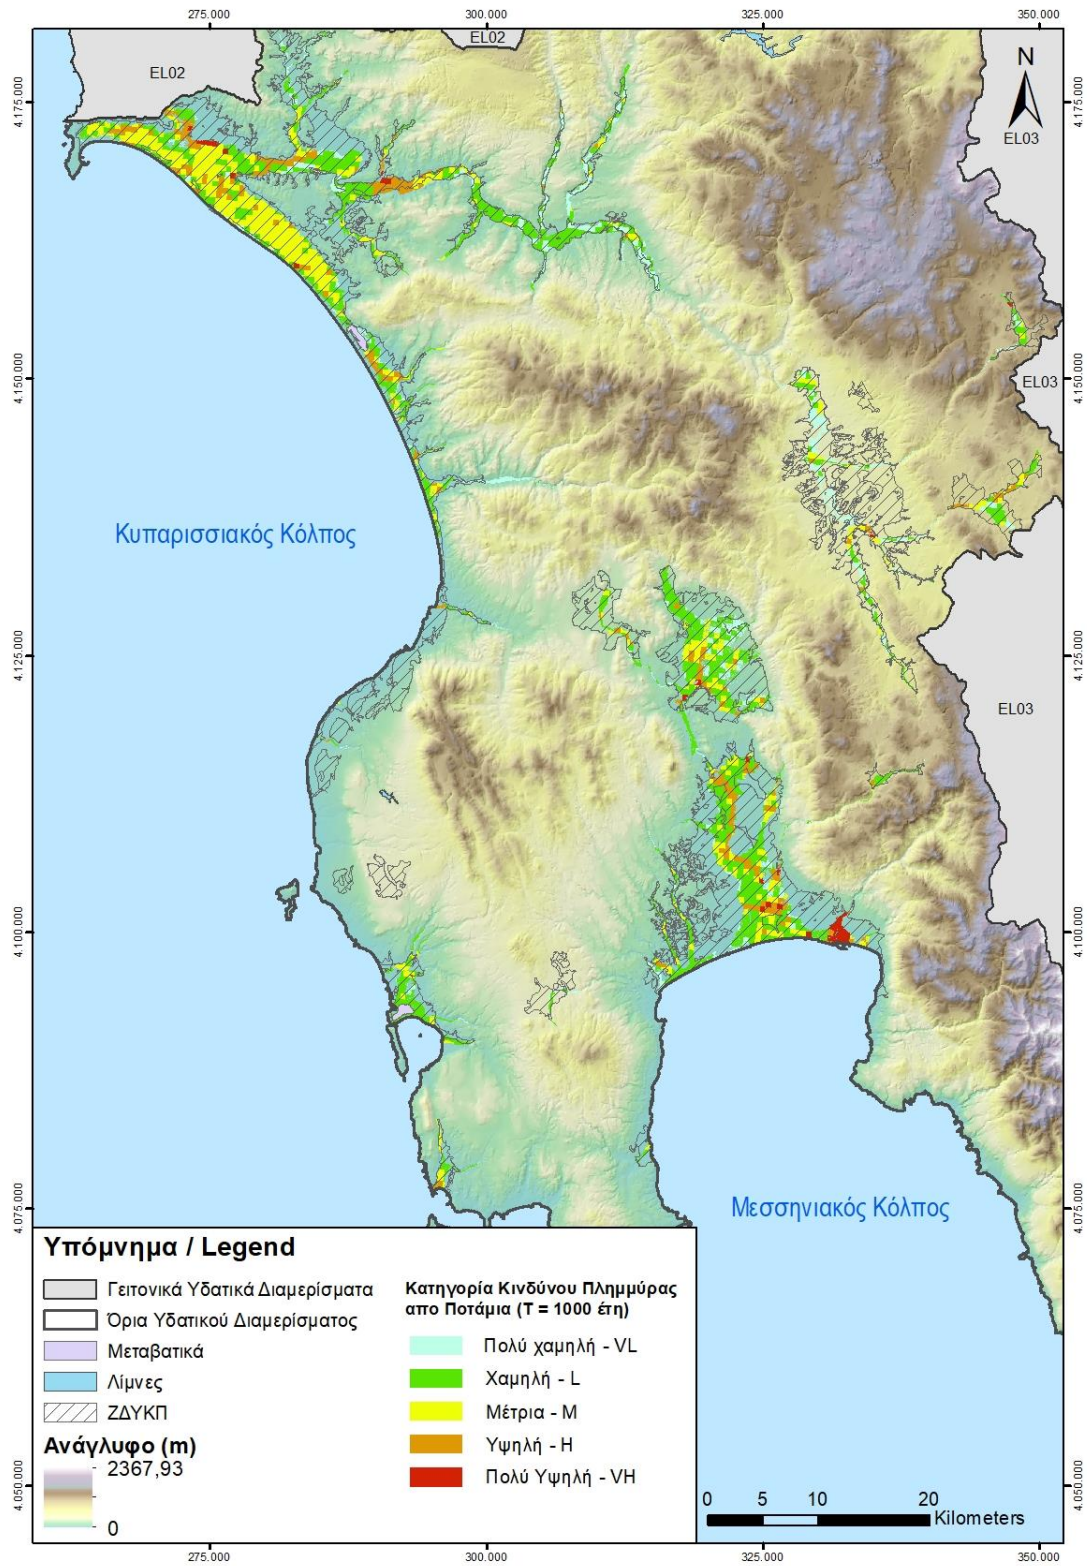 275.000 300.000 325.000 350.000
EL02
EL02
N
4.175.000 4.175.000
EL03
4.150.000 4.150.000
EL03
Κυπαρισσιακός Κόλπος
4.125.000 4.125.000
EL03
4.100.000 4.100.000
4.075.000 4.075.000
Μεσσηνιακός Κόλπος
Υπόμνημα / Legend
Γειτονικά Υδατικά Διαμερίσματα
Όρια Υδατικού Διαμερίσματος
Μεταβατικά
Λίμνες
ΖΔΥΚΠ
Ανάγλυφο (m)
2367,93
0
Κατηγορία Κινδύνου Πλημμύρας
απο Ποτάμια (T = 1000 έτη)
Πολύ χαμηλή - VL
Χαμηλή - L
Μέτρια - M
Υψηλή - H
Πολύ Υψηλή - VH
4.050.000 4.050.000
0 5 10 20
Kilometers
275.000 300.000 325.000 350.000